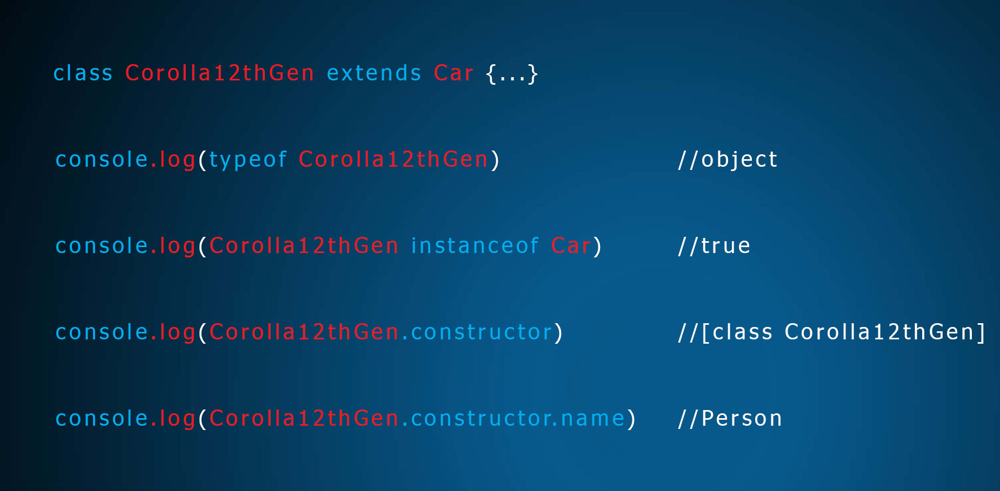 class Corolla12thGen extends Car {...}
console.log(typeof Corolla12thGen) //object
console.log(Corolla12thGen instanceof Car) //true
console.log(Corolla12thGen.constructor) //[class Corolla12thGen]
console.log(Corolla12thGen.constructor.name) //Person